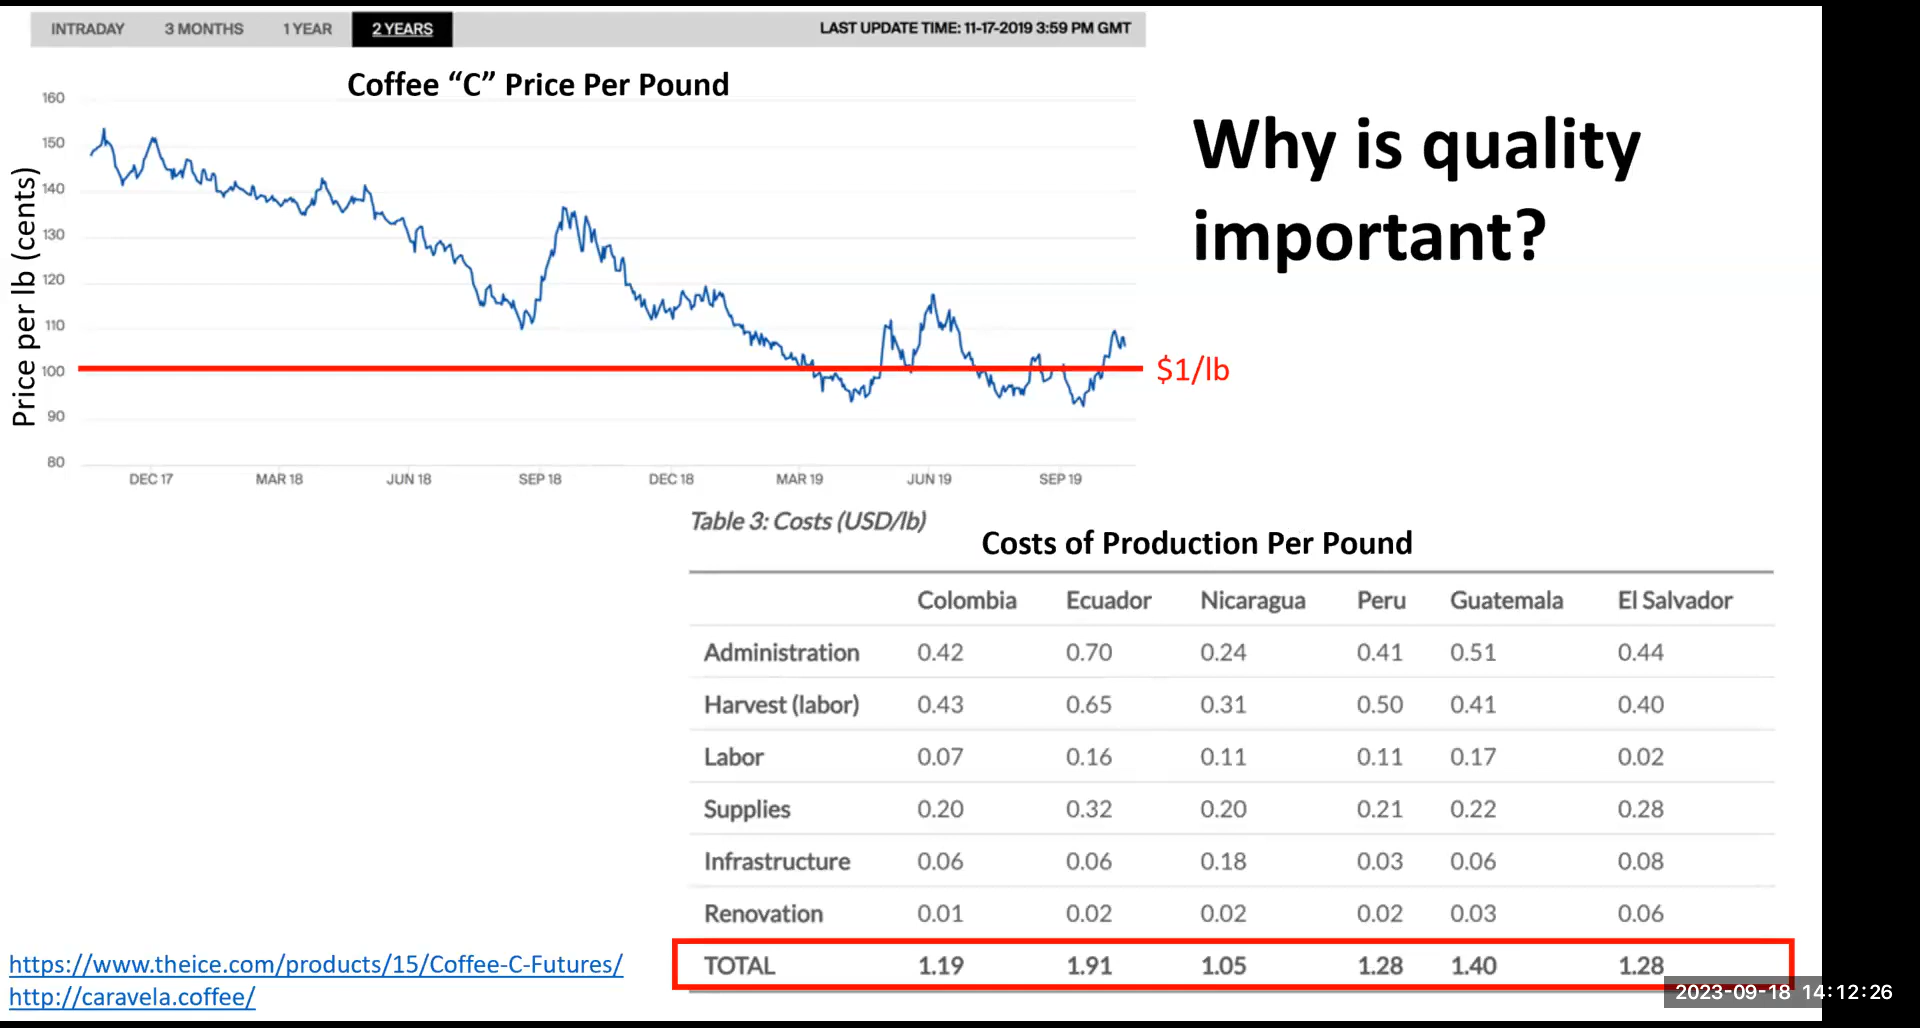 INTRADAY 3 MONTHS 1 YEAR 2 YEARS LAST UPDATE TIME: 11-17-2019 3:59 PM GMT
Coffee “C” Price Per Pound
Price per lb (cents)
160
150
140
130
120
110
100
90
80
DEC 17 MAR 18 JUN 18 SEP 18 DEC 18 MAR 19 JUN 19 SEP 19
$1/lb
Why is quality
important?
Table 3: Costs (USD/lb)
Costs of Production Per Pound
Colombia Ecuador Nicaragua Peru Guatemala El Salvador
Administration 0.42 0.70 0.24 0.41 0.51 0.44
Harvest (labor) 0.43 0.65 0.31 0.50 0.41 0.40
Labor 0.07 0.16 0.11 0.11 0.17 0.02
Supplies 0.20 0.32 0.20 0.21 0.22 0.28
Infrastructure 0.06 0.06 0.18 0.03 0.06 0.08
Renovation 0.01 0.02 0.02 0.02 0.03 0.06
TOTAL 1.19 1.91 1.05 1.28 1.40 1.28
https://www.theice.com/products/15/Coffee-C-Futures/
http://caravela.coffee/
2023-09-18 14:12:26